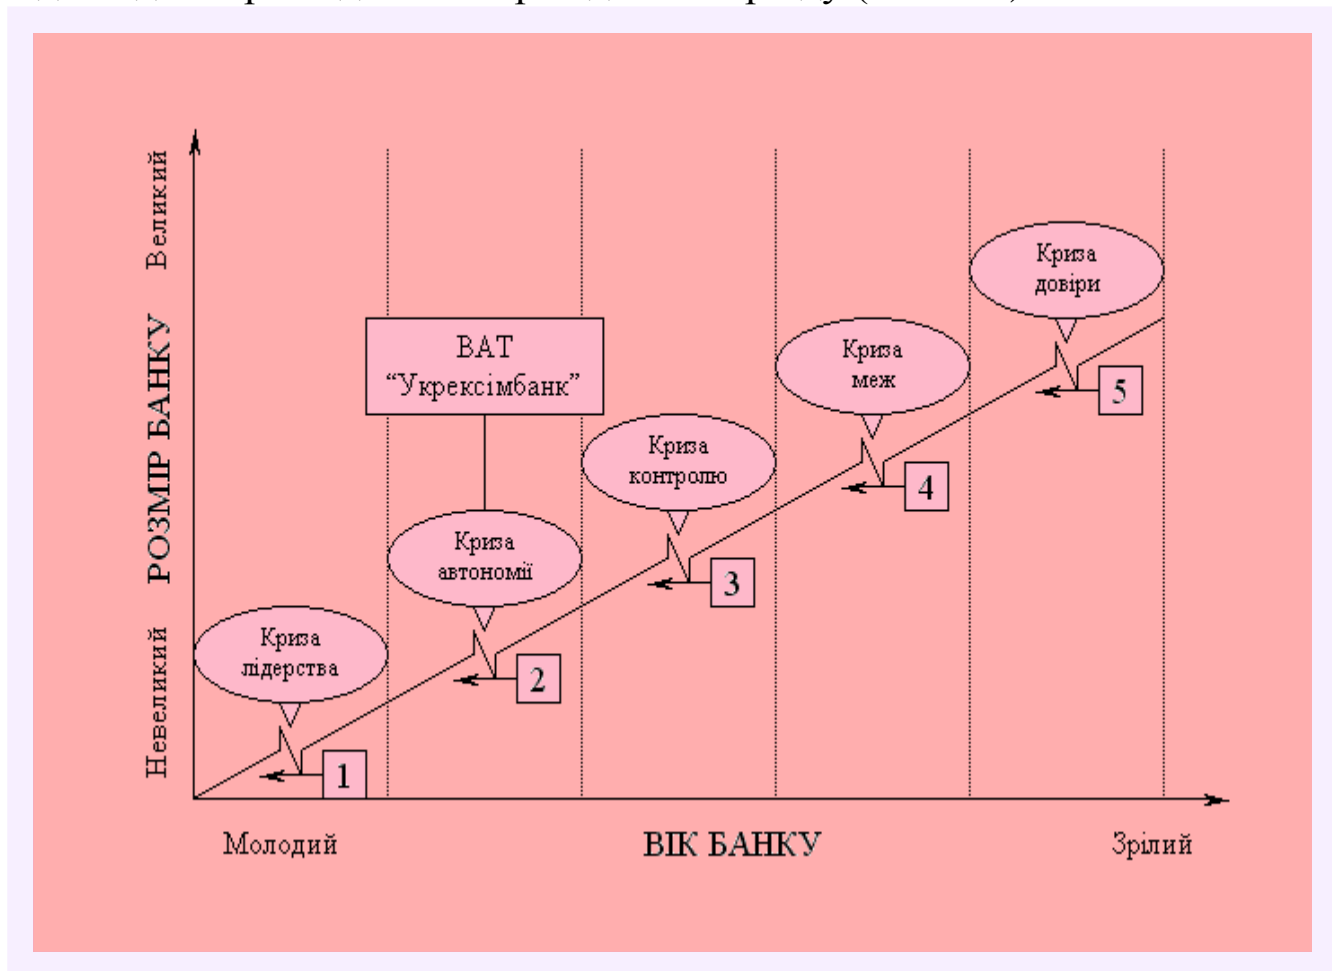 Великий
РОЗМІР БАНКУ
Невеликий
Криза
довіри
5
ВАТ
“Укрексімбанк”
Криза
меж
4
Криза
контролю
3
Криза
автономії
2
Криза
лідерства
1
Молодий
ВІК БАНКУ
Зрілий